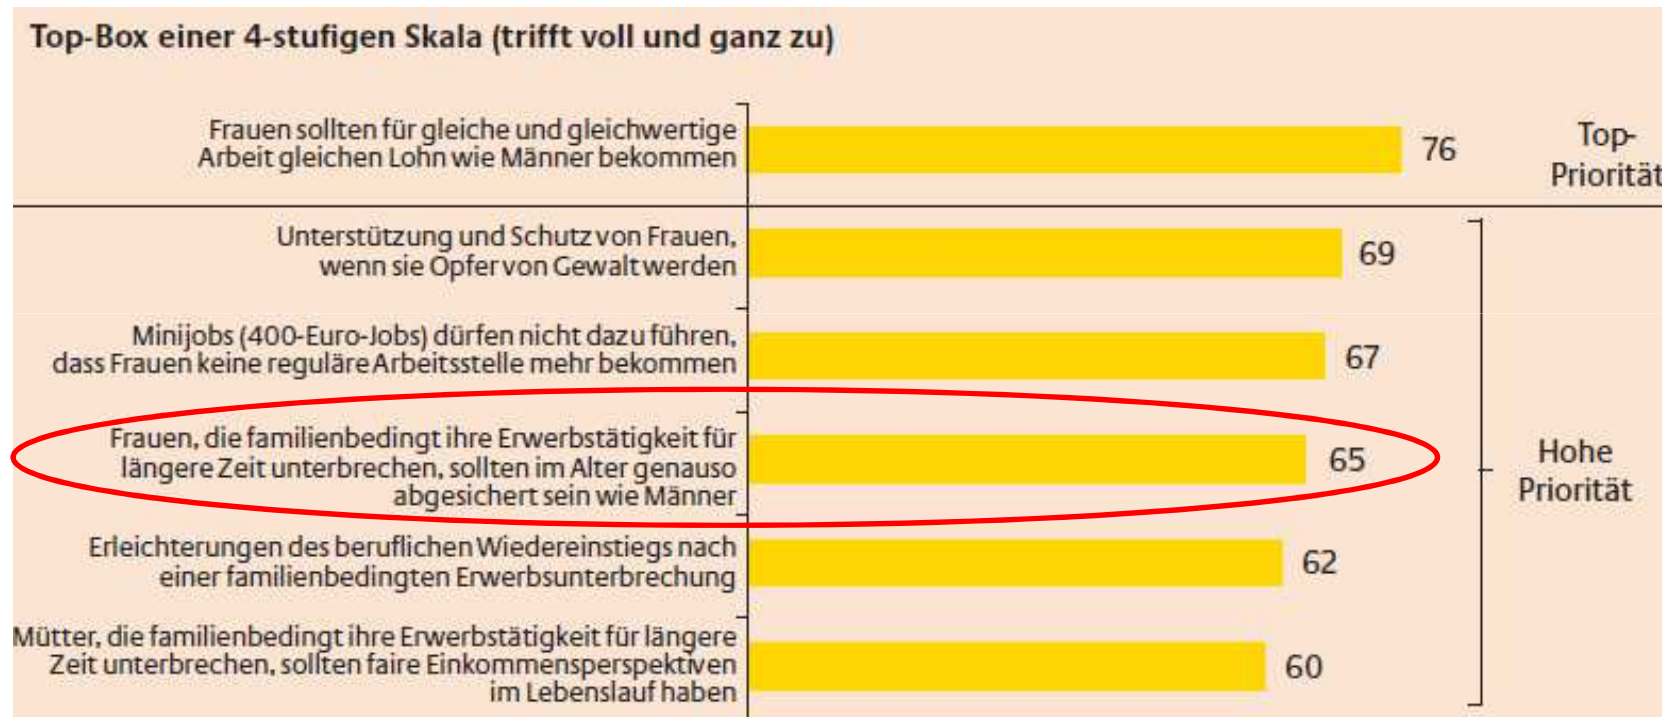 Top-Box einer 4-stufigen Skala (trifft voll und ganz zu)
Frauen sollten für gleiche und gleichwertige
Arbeit gleichen Lohn wie Männer bekommen
76
Top-
Priorität
Unterstützung und Schutz von Frauen,
wenn sie Opfer von Gewalt werden
69
Minijobs (400-Euro-Jobs) dürfen nicht dazu führen,
dass Frauen keine reguläre Arbeitsstelle mehr bekommen
67
Frauen, die familienbedingt ihre Erwerbstätigkeit für
längere Zeit unterbrechen, sollten im Alter genauso
abgesichert sein wie Männer
65
Hohe
Priorität
Erleichterungen des beruflichen Wiedereinstiegs nach
einer familienbedingten Erwerbsunterbrechung
62
Mütter, die familienbedingt ihre Erwerbstätigkeit für längere
Zeit unterbrechen, sollten faire Einkommensperspektiven
im Lebenslauf haben
60